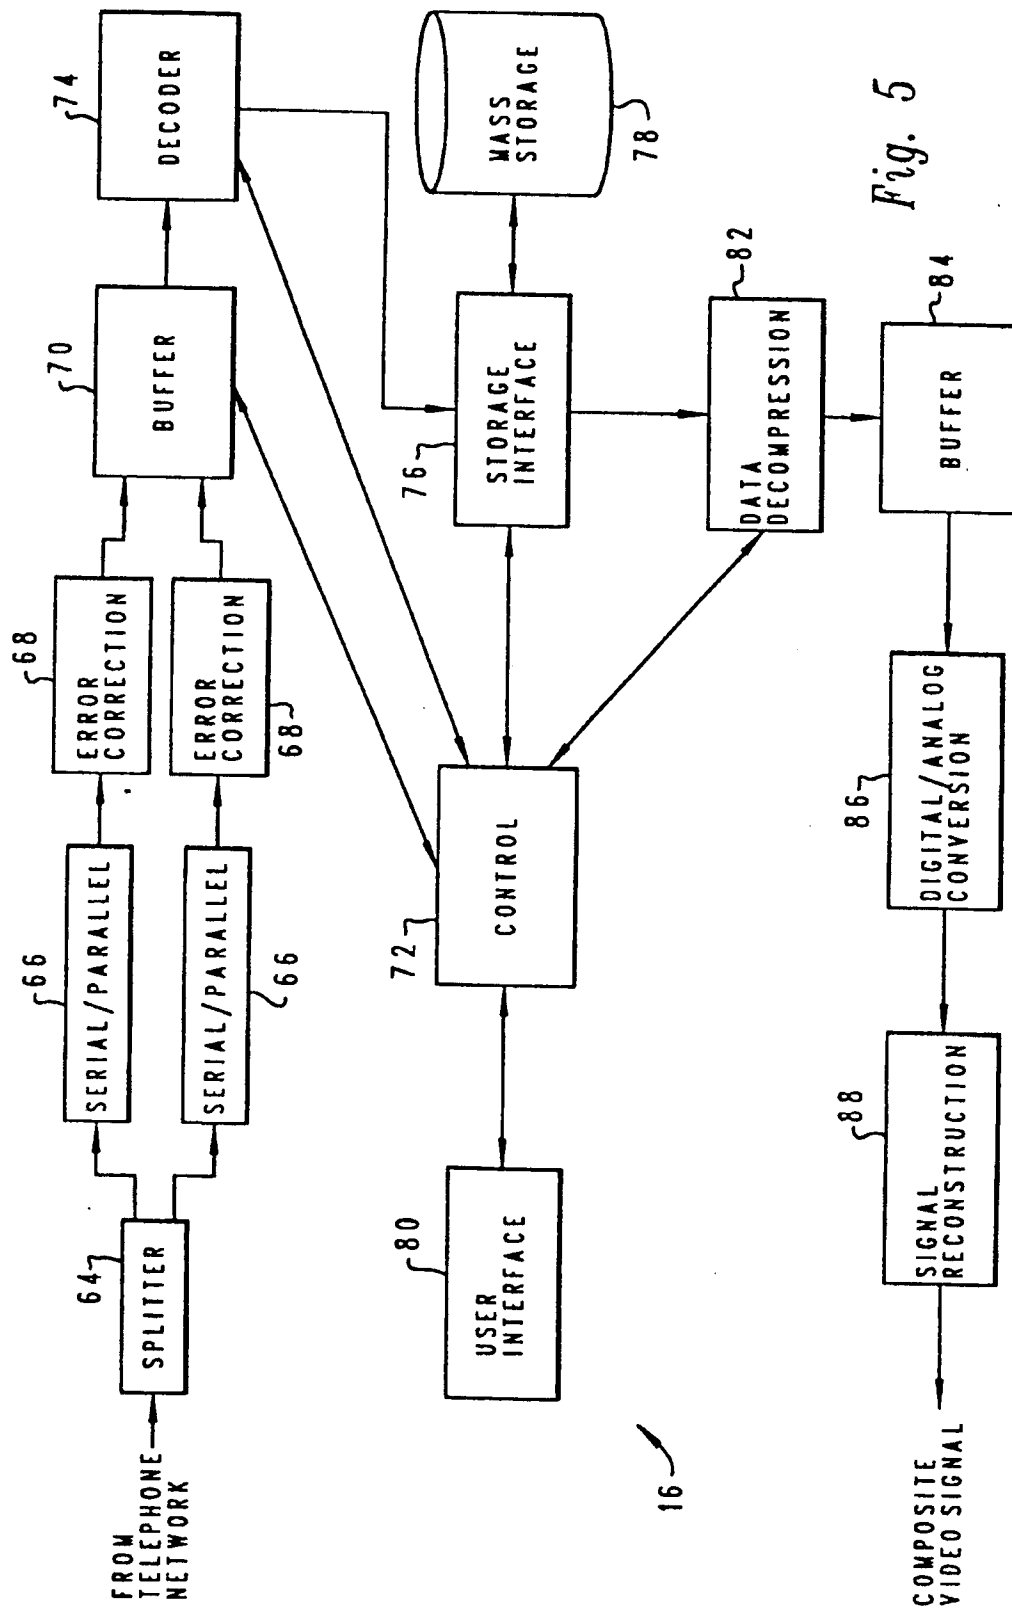 FROM
TELEPHONE
NETWORK
SPLITTER
64
66
SERIAL/PARALLEL
SERIAL/PARALLEL
66
68
ERROR
CORRECTION
ERROR
CORRECTION
68
70
BUFFER
74
DECODER
80
USER
INTERFACE
72
CONTROL
76
STORAGE
INTERFACE
MASS
STORAGE
78
16
82
DATA
DECOMPRESSION
84
BUFFER
86
DIGITAL/ANALOG
CONVERSION
88
SIGNAL
RECONSTRUCTION
COMPOSITE
VIDEO SIGNAL
Fig. 5